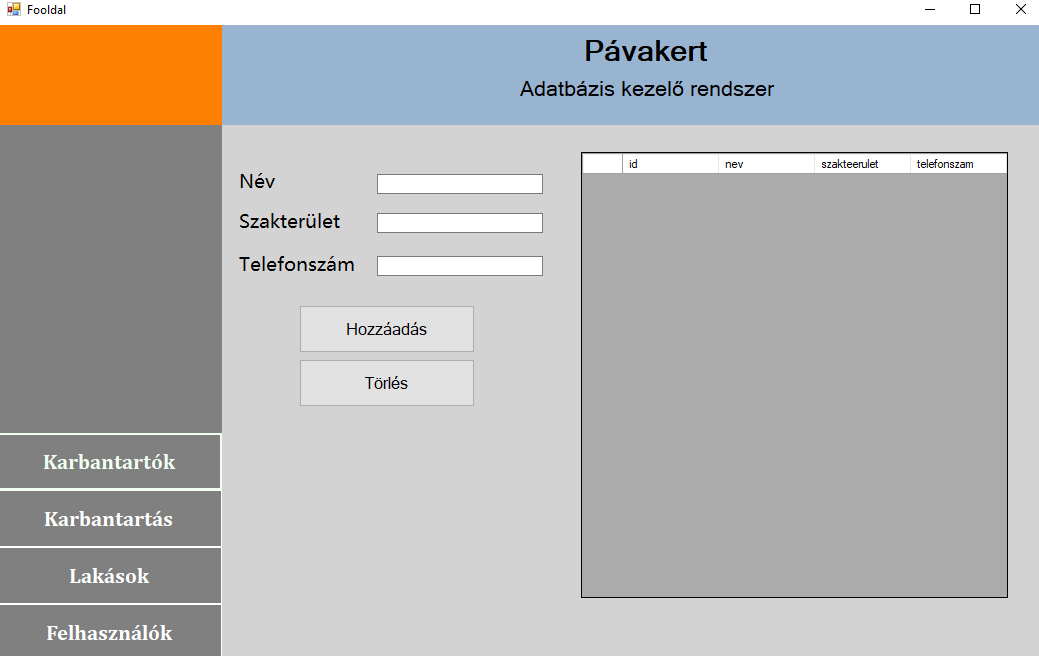 Fooldal
Pávakert
Adatbázis kezelő rendszer
id nev szakteerulet telefonszam
Név
Szakterület
Telefonszám
Hozzáadás
Törlés
Karbantartók
Karbantartás
Lakások
Felhasználók